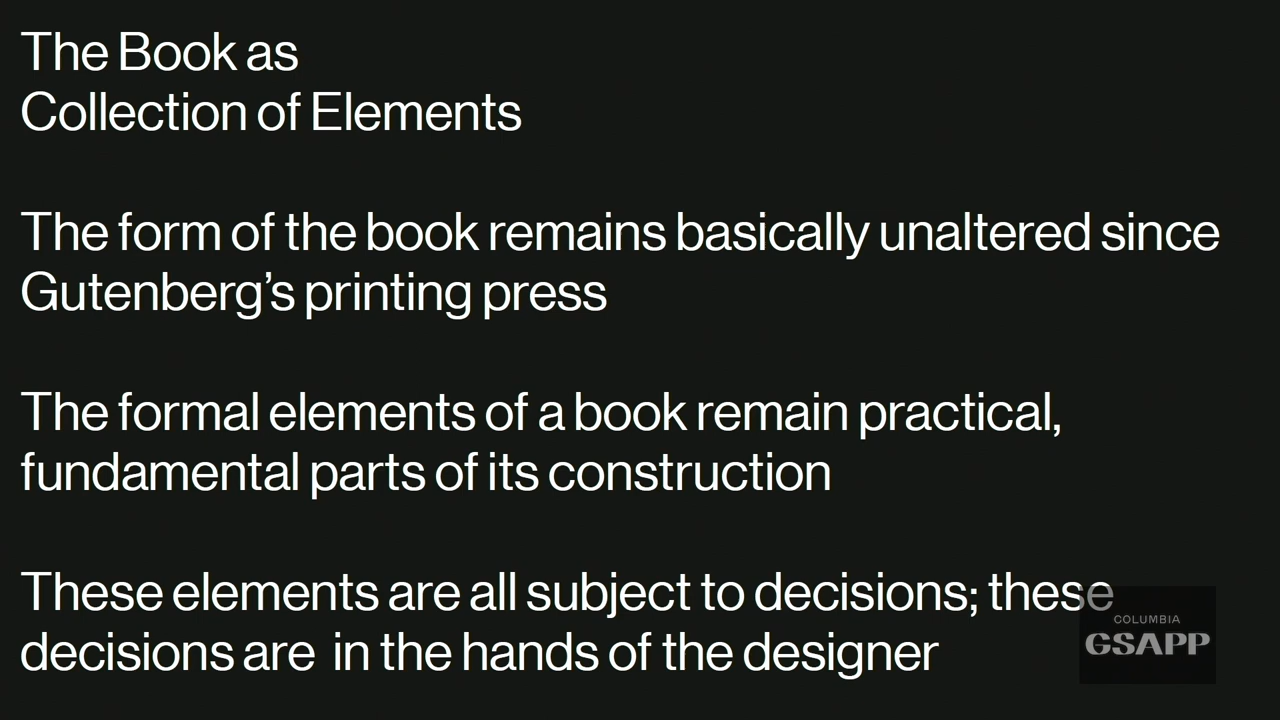 The Book as
Collection of Elements
The form of the book remains basically unaltered since
Gutenberg’s printing press
The formal elements of a book remain practical,
fundamental parts of its construction
These elements are all subject to decisions; these
decisions are  in the hands of the designer
COLUMBIA
GSAPP